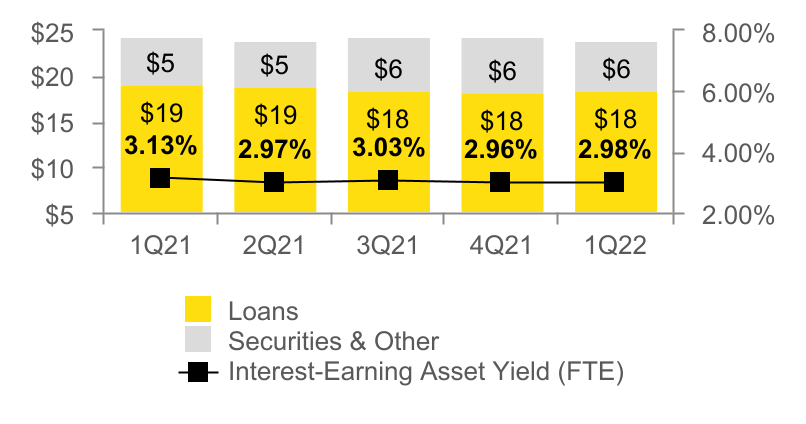 $25
$20
$15
$10
$5
8.00%
6.00%
4.00%
2.00%
$5 $5 $6 $6 $6
$19 $19 $18 $18 $18
3.13% 2.97% 3.03% 2.96% 2.98%
1Q21 2Q21 3Q21 4Q21 1Q22
Loans
Securities & Other
Interest-Earning Asset Yield (FTE)